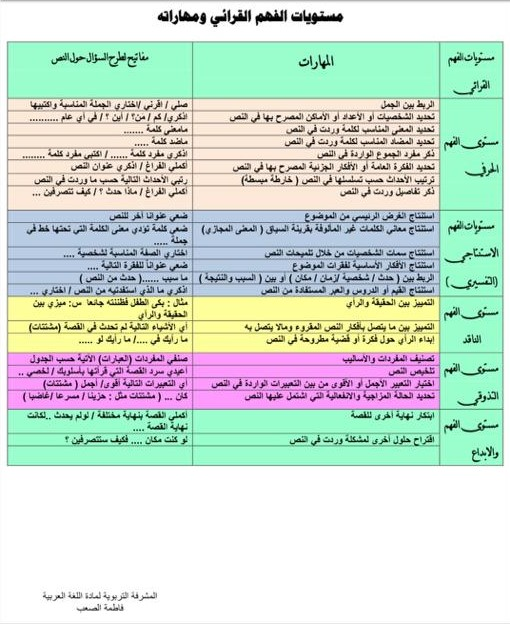 مستويات الفهم القرائي ومهاراته
مستويات الفهم القرائي
المهارات
مفاتيح لطرح السؤال حول النص
مستوى الفهم الحرفي
الربط بين الجمل
صلي / اقرني /اختاري الجملة المناسبة واكتبيها
تحديد الشخصيات أو الأعداد أو الأماكن المصرح بها في النص
اذكري/ كم / من؟ / أين ؟ / في أي عام ..........
تحديد المعنى المناسب لكلمة وردت في النص
مامعنى كلمة .......
تحديد المضاد المناسب لكلمة وردت في النص
ماضد كلمة .....
ذكر مفرد الجموع الواردة في النص
اذكري مفرد كلمة ...... / اكتبي مفرد كلمة ........
تحديد الفكرة العامة أو الأفكار الجزئية المصرح بها في النص
أكملي الفراغ / اذكري عنوان النص
ترتيب الأحداث حسب تسلسلها في النص ( خارطة مبسطة)
رتبي الأحداث التالية حسب ما وردت في النص
ذكر تفاصيل وردت في النص
أكملي الفراغ / ماذا حدث ؟ / كيف تتصرفين ...
مستويات الفهم الاستنتاجي (التفسيري)
استنتاج الغرض الرئيسي من الموضوع
ضعي عنوانا آخر للنص
استنتاج معاني الكلمات غير المألوفة بقرينة السياق ( المعنى المجازي)
ضعي كلمة تؤدي معنى الكلمة التي تحتها خط في
جملة .....
استنتاج سمات الشخصيات من خلال تلميحات النص
اختاري الصفة المناسبة لشخصية ....
استنتاج الأفكار الأساسية لفقرات الموضوع
ضعي عنواناً للفقرة التالية ....
الربط بين ( حدث / شخصية /زمان / مكان ) أو بين ( السبب والنتيجة )
ما سبب ......( حدث من النص )
استنتاج القيم أو الدروس والعبر المستفادة من النص
اذكري ما الذي استفدتيه من النص / اختاري ...
مستوى الفهم الناقد
التمييز بين الحقيقة والرأي
مثال : بكى الطفل فظننته جائعا س: ميزي بين
الحقيقة والرأي
التمييز بين ما يتصل بأفكار النص المقروء ومالا يتصل به
أي الأشياء التالية لم تحدث في القصة (مشتتات)
إبداء الرأي حول فكرة أو قضية مطروحة في النص
ما رأيك في ..../ ما رأيك لو .....
مستوى الفهم التذوقي
تصنيف المفردات والأساليب
صنفي المفردات (العبارات) الآتية حسب الجدول
تلخيص النص
أعيدي سرد القصة التي قرأتها بأسلوبك / لخصي ..
اختيار التعبير الأجمل أو الأقوى من بين التعبيرات الواردة في النص
أي التعبيرات التالية أقوى/ أجمل ( مشتتات)
تحديد الحالة المزاجية والانفعالية التي اشتمل عليها النص
كان ... ( مشتتات مثل : حزينا / مسرعا /غاضبا )
مستوى الفهم والابداع
ابتكار نهاية أخرى للقصة
أكملي القصة بنهاية مختلفة / لولم يحدث ..لكانت
نهاية القصة ....
اقتراح حلول أخرى لمشكلة وردت في النص
لو كنت مكان .... فكيف ستتصرفين ؟
المشرفة التربوية لمادة اللغة العربية
فاطمة الصعب